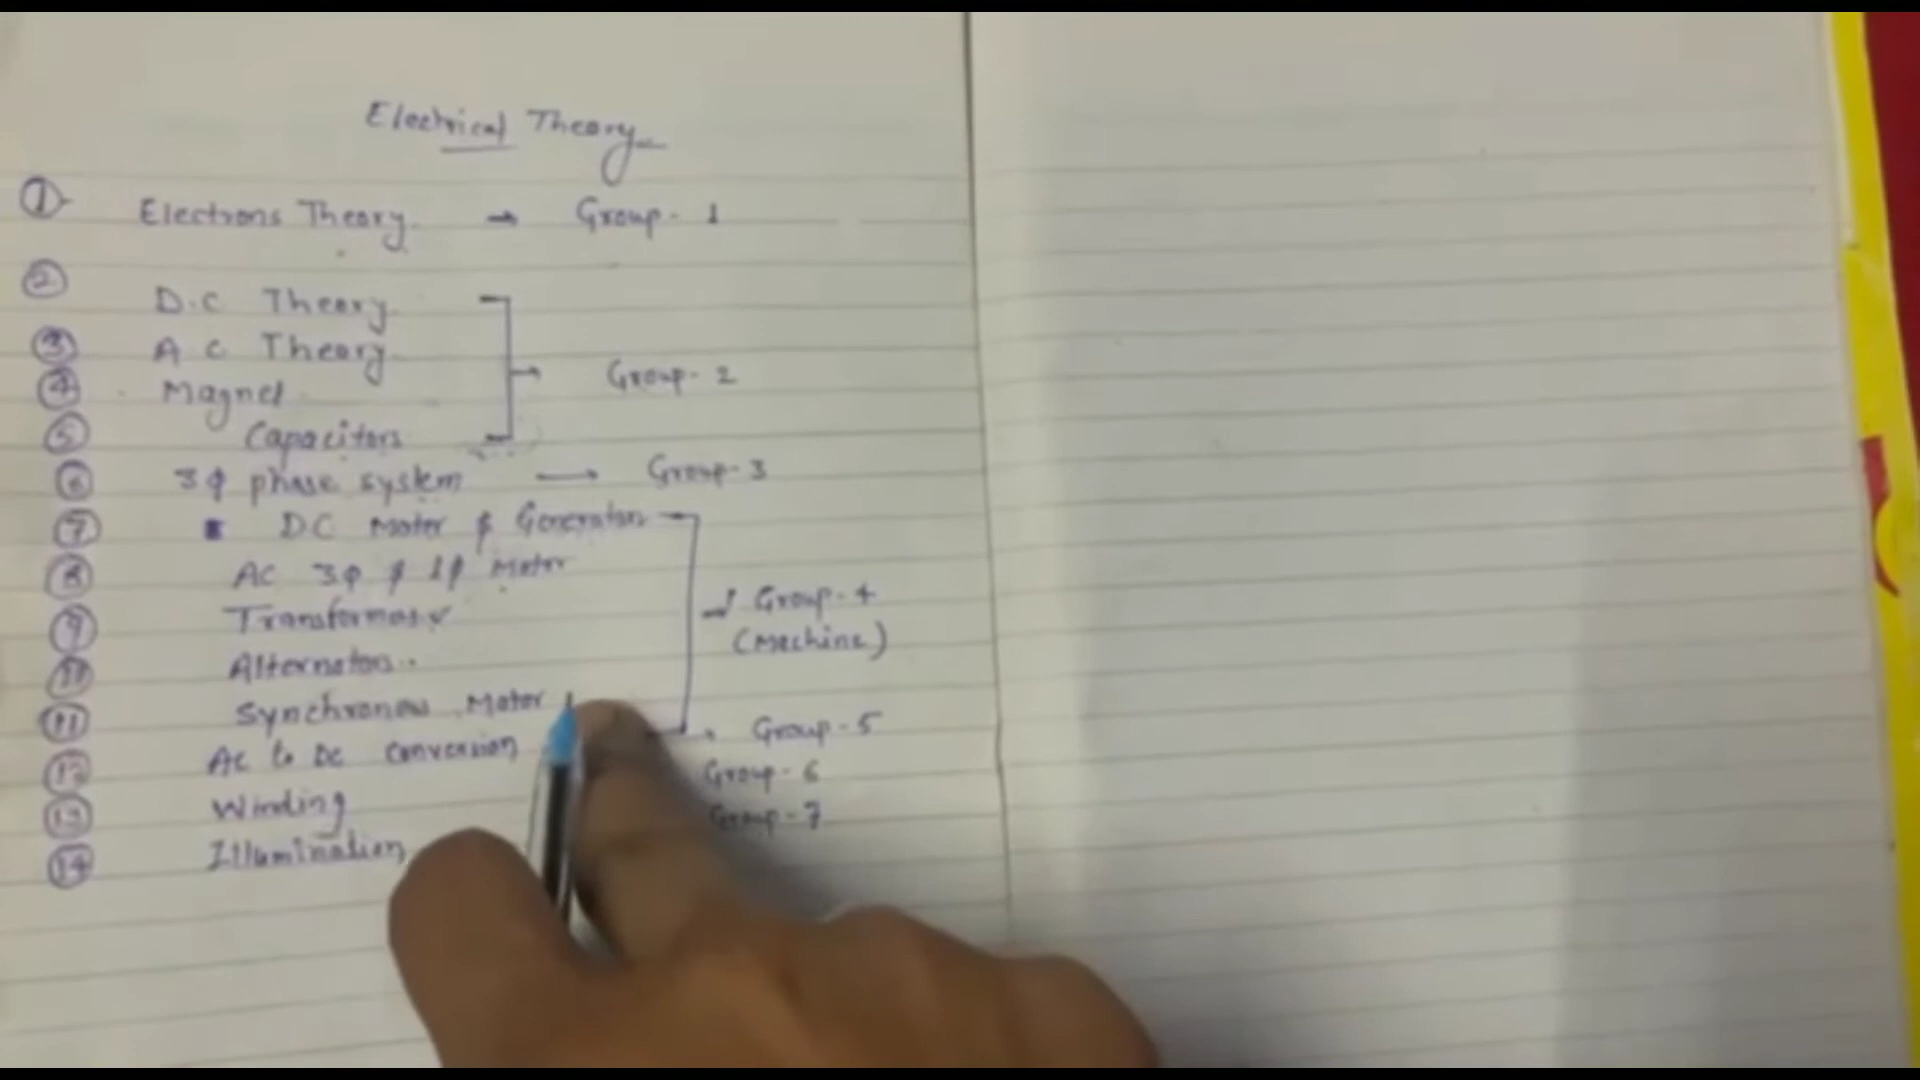 Electrical Theory
① Electrons Theory → Group - 1
② D.C Theory
③ A C Theory
④ Magnet → Group - 2
⑤ Capacitors
⑥ 3φ phase system → Group - 3
⑦ DC Motor & Generators
⑧ AC 3φ & 1φ Motor
⑨ Transformers → Group - 4
⑩ Alternators (Machine)
⑪ Synchronous Motor
⑫ AC to DC Conversion → Group - 5
⑬ Winding Group - 6
⑭ Illumination Group - 7